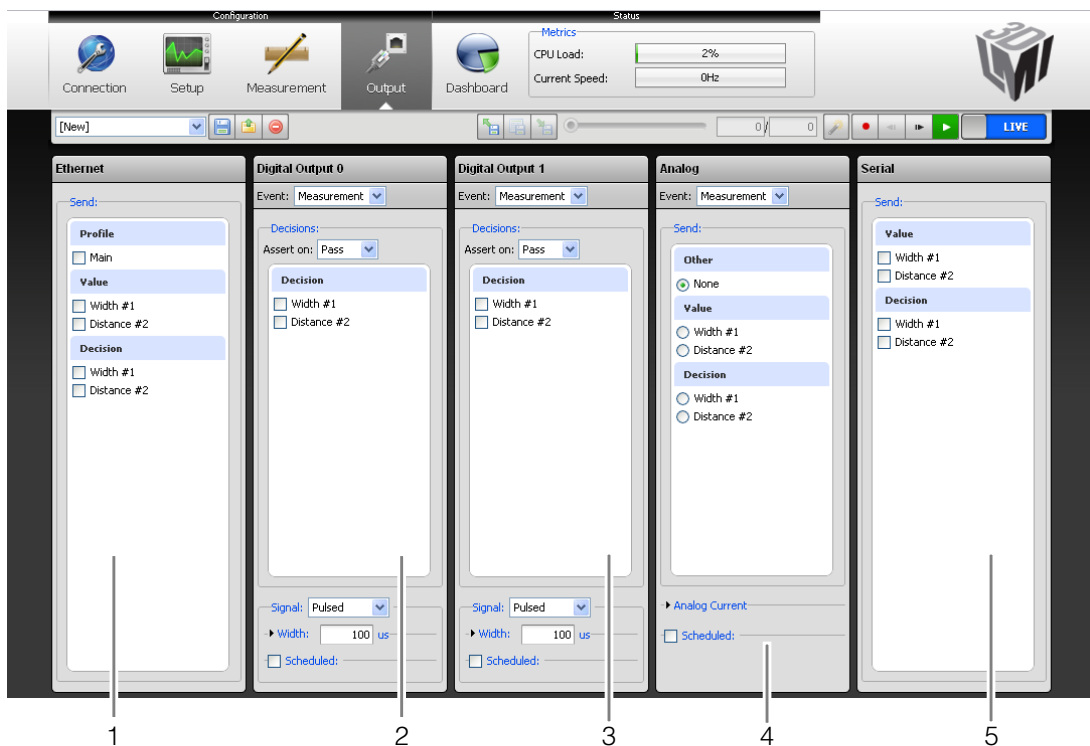 Configuration
Status
Connection
Setup
Measurement
Output
Dashboard
Metrics
CPU Load:
2%
Current Speed:
0Hz
3D
LMI
[New]
0/
0
LIVE
Ethernet
Send:
Profile
Main
Value
Width #1
Distance #2
Decision
Width #1
Distance #2
Digital Output 0
Event: Measurement
Decisions:
Assert on: Pass
Decision
Width #1
Distance #2
Signal: Pulsed
Width: 100 us
Scheduled:
Digital Output 1
Event: Measurement
Decisions:
Assert on: Pass
Decision
Width #1
Distance #2
Signal: Pulsed
Width: 100 us
Scheduled:
Analog
Event: Measurement
Send:
Other
None
Value
Width #1
Distance #2
Decision
Width #1
Distance #2
Analog Current
Scheduled:
Serial
Send:
Value
Width #1
Distance #2
Decision
Width #1
Distance #2
1
2
3
4
5